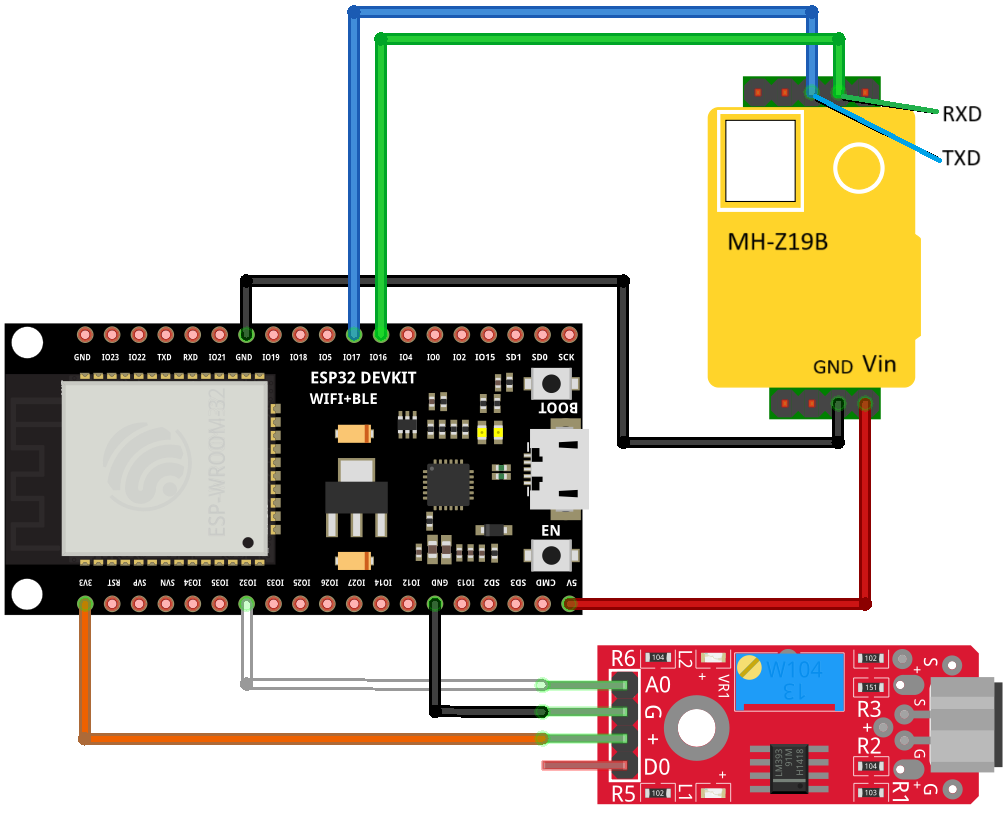 RXD
TXD
MH-Z19B
GND Vin
GND IO23 IO22 TXD RXD IO21 GND IO19 IO18 IO5 IO17 IO16 IO4 IO0 IO2 IO15 SD1 SD0 SCK
ESP32 DEVKIT
WIFI+BLE
BOOT
ESP-WROOM-32
EN
3V3 RST SVP SVN IO34 IO35 IO32 IO33 IO25 IO26 IO27 IO14 IO12 GND IO13 SD2 SD3 CMD 5V
R6 104 L2 + VR1 W104 102 S
13
A0 151 S
G R3
+ + R2
G
D0 104
LM393
91M
H1418
R5 102 L1 + 103 R1 + G